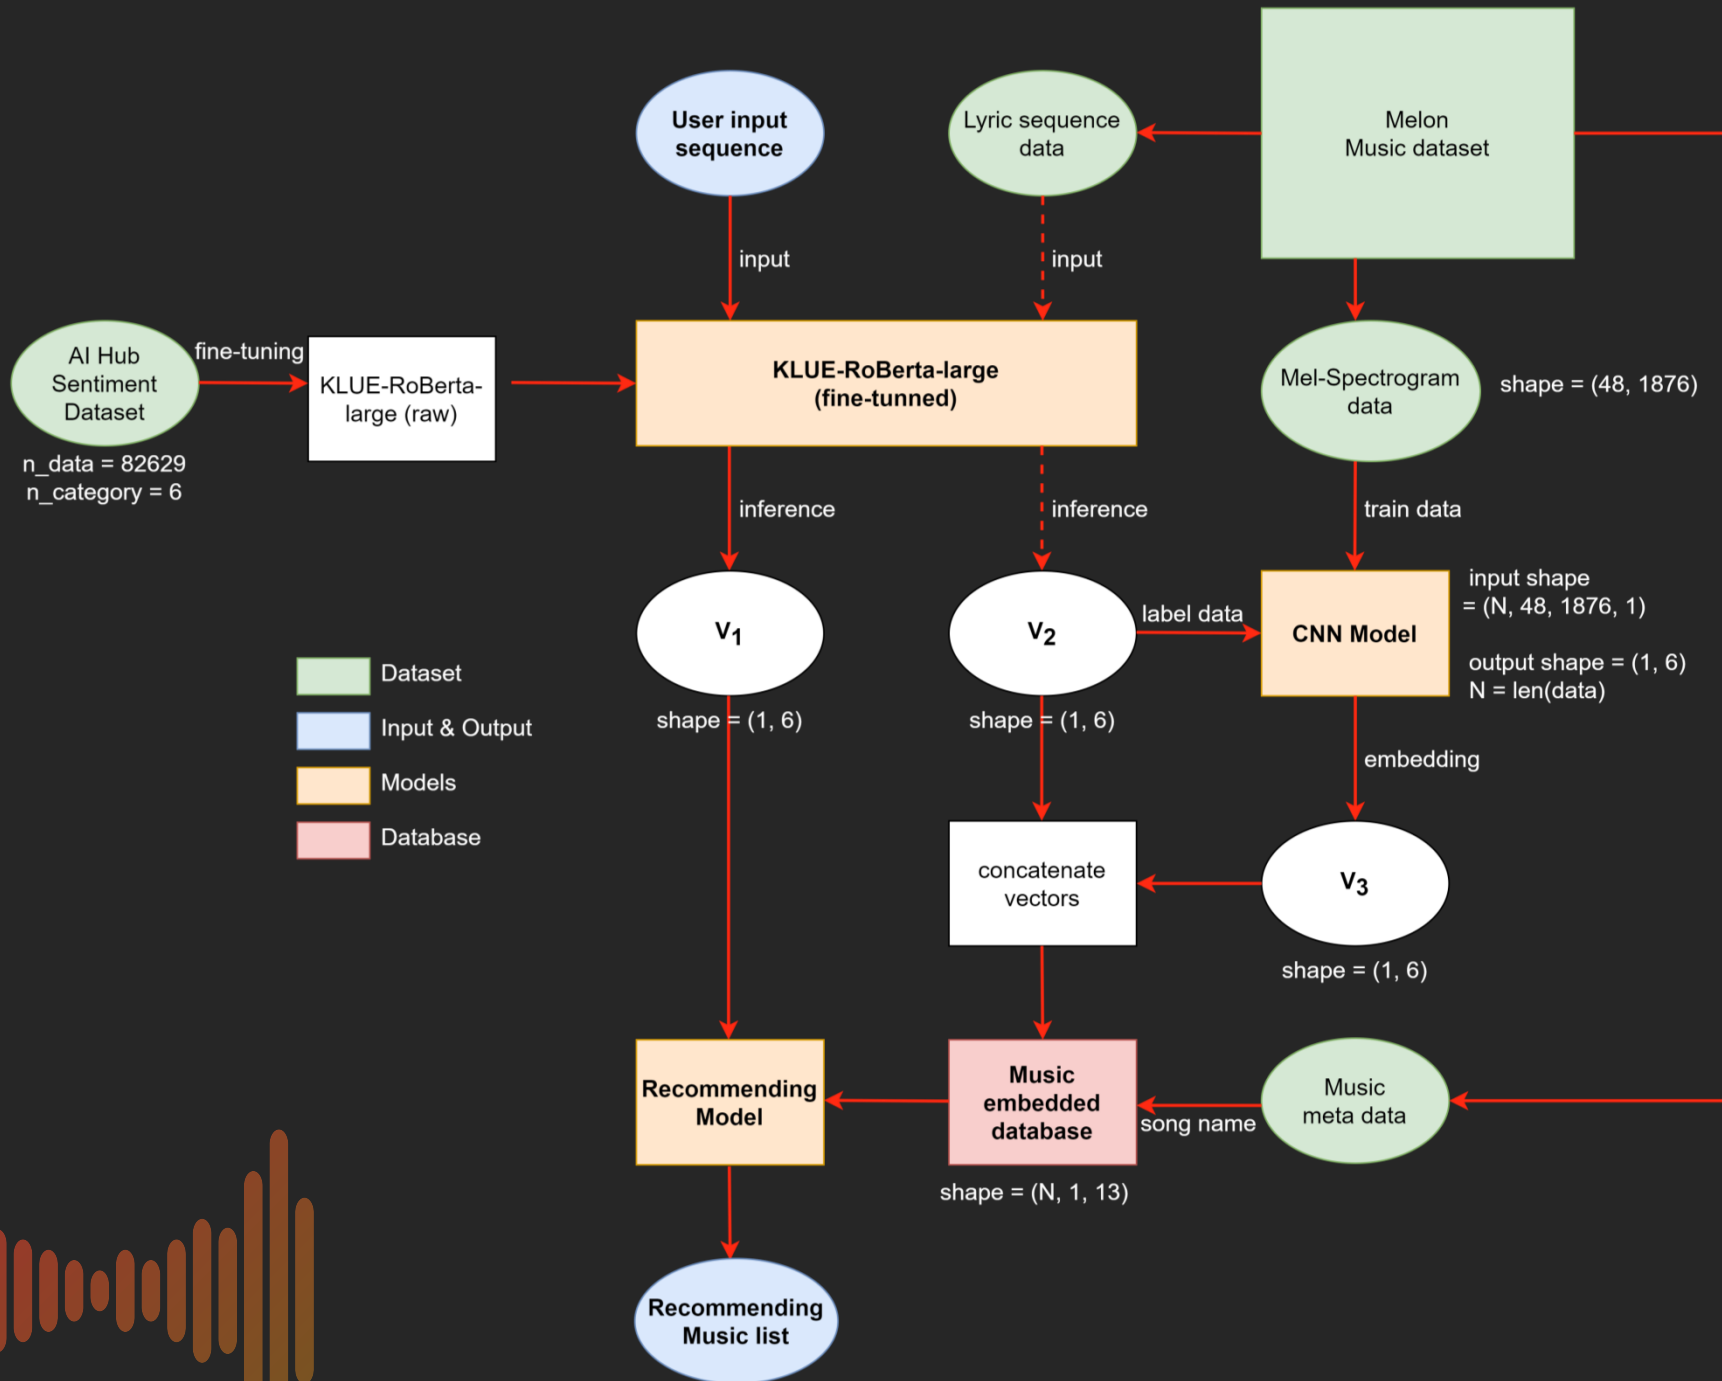 User input
sequence
Lyric sequence
data
Melon
Music dataset
input
input
AI Hub
Sentiment
Dataset
fine-tuning
KLUE-RoBerta-
large (raw)
KLUE-RoBerta-large
(fine-tunned)
Mel-Spectrogram
data
shape = (48, 1876)
n_data = 82629
n_category = 6
inference
inference
train data
V1
V2
label data
CNN Model
input shape
= (N, 48, 1876, 1)
output shape = (1, 6)
N = len(data)
Dataset
Input & Output
Models
Database
shape = (1, 6)
shape = (1, 6)
embedding
concatenate
vectors
V3
shape = (1, 6)
Recommending
Model
Music
embedded
database
song name
Music
meta data
shape = (N, 1, 13)
Recommending
Music list